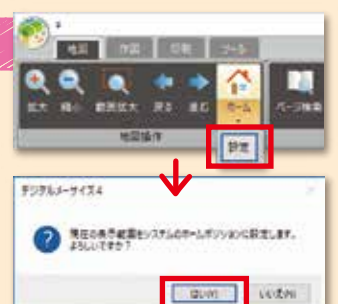 地図 作図 印刷 ツール
拡大 縮小 範囲拡大 戻る 進む ホーム ページ検索
地図操作
設定
デジタルメーサイズ4
現在の表示範囲をシステムのホームポジションに設定します。
よろしいですか？
はい(Y) いいえ(N)